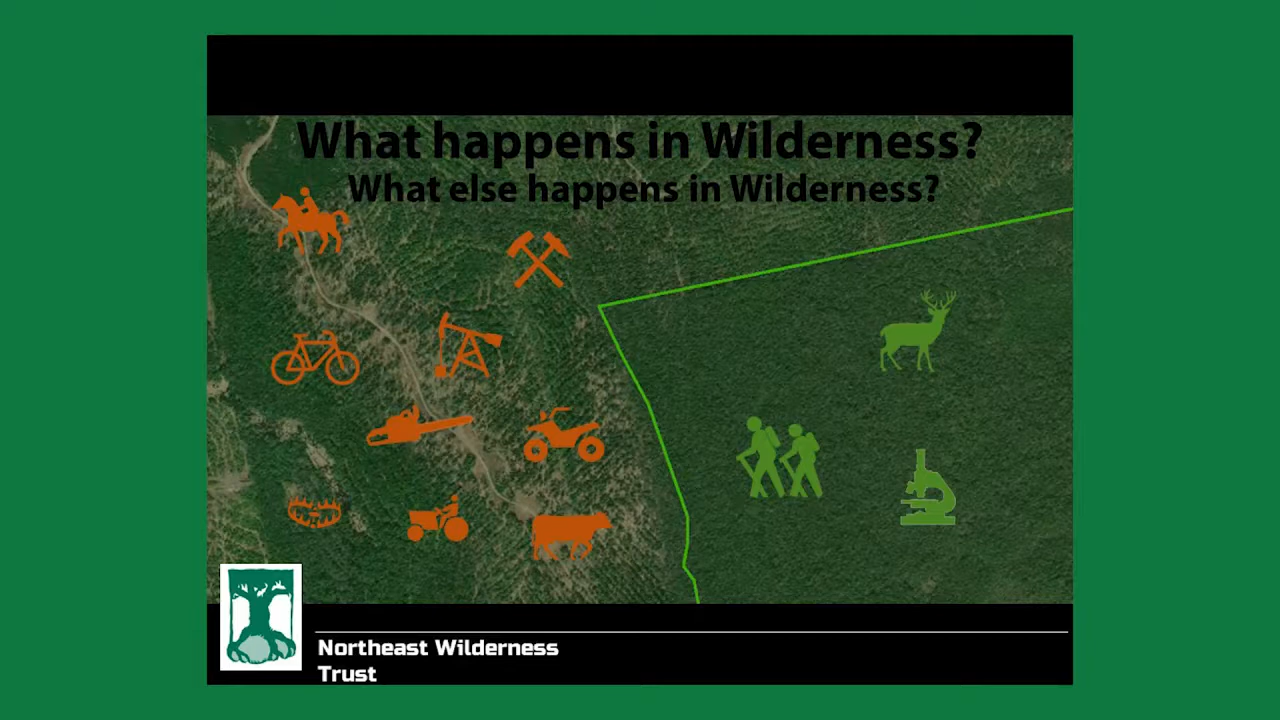 What happens in Wilderness?
What else happens in Wilderness?
Northeast Wilderness
Trust